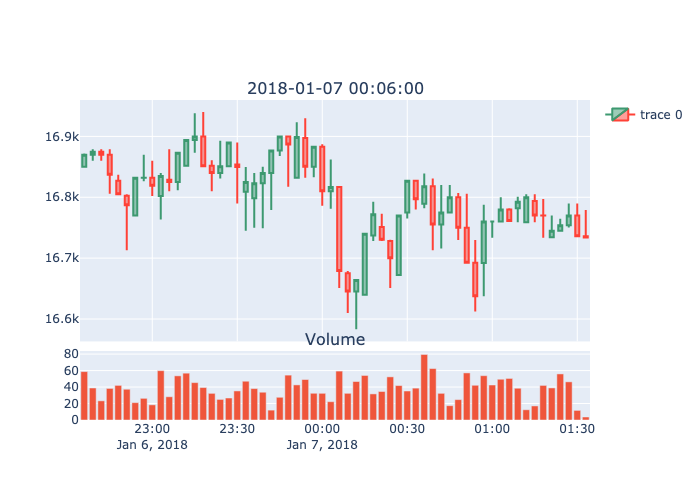 2018-01-07 00:06:00
trace 0
16.9k
16.8k
16.7k
16.6k
Volume
80
60
40
20
0
23:00 23:30 00:00 00:30 01:00 01:30
Jan 6, 2018 Jan 7, 2018